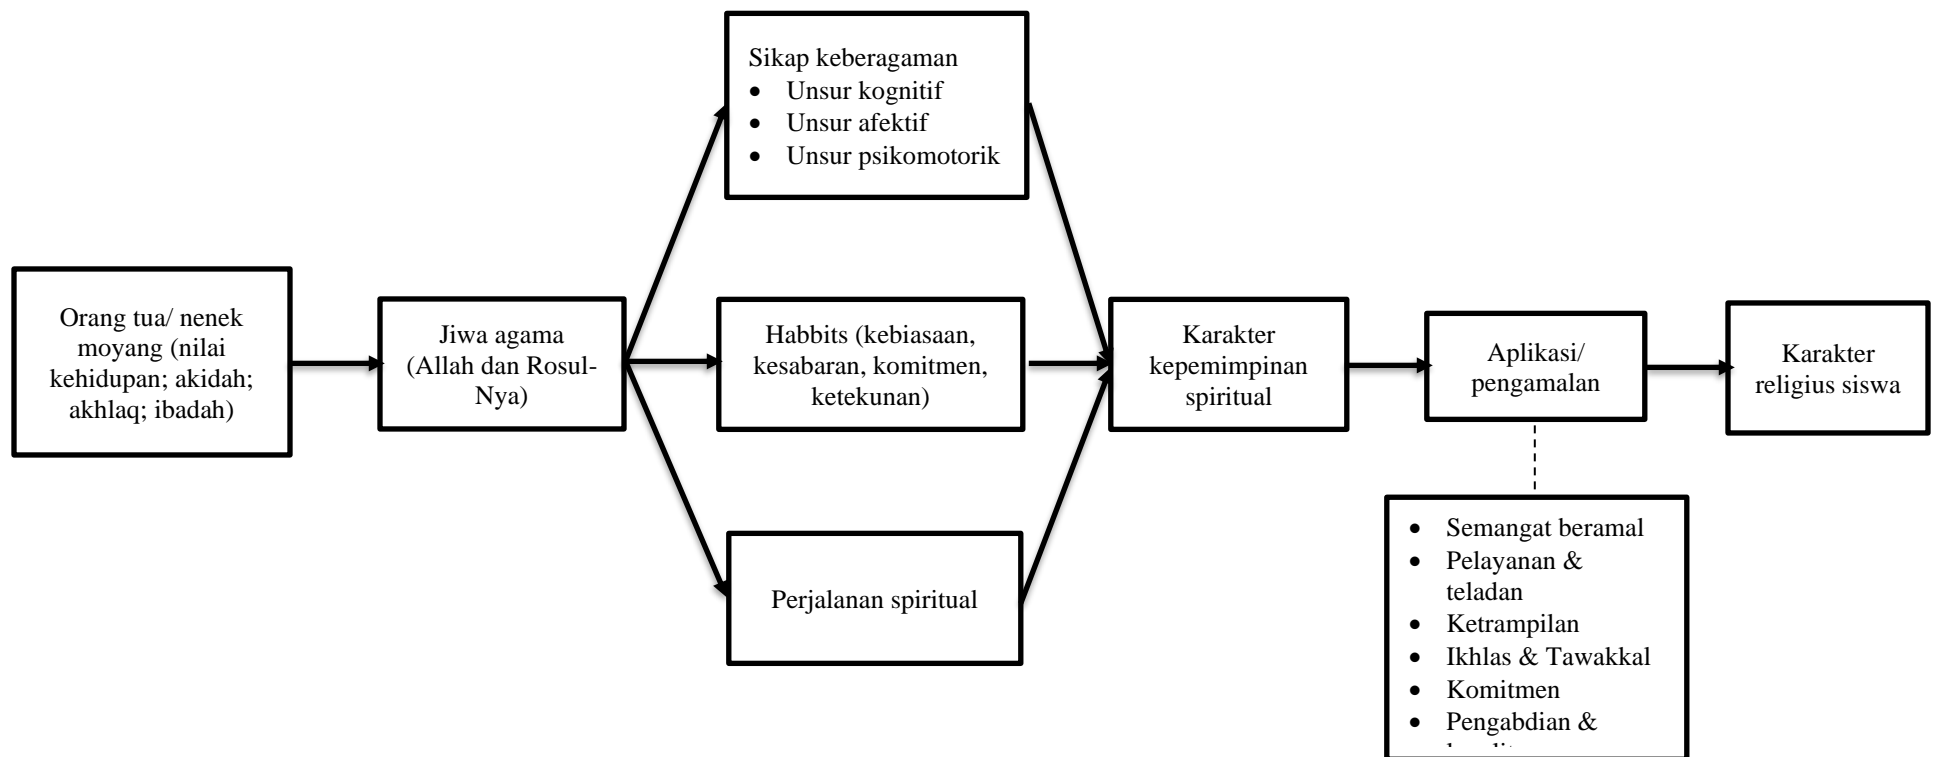 Sikap keberagaman
• Unsur kognitif
• Unsur afektif
• Unsur psikomotorik
Orang tua/ nenek
moyang (nilai
kehidupan; akidah;
akhlaq; ibadah)
Jiwa agama
(Allah dan Rosul-
Nya)
Habbits (kebiasaan,
kesabaran, komitmen,
ketekunan)
Perjalanan spiritual
Karakter
kepemimpinan
spiritual
Aplikasi/
pengamalan
Karakter
religius siswa
• Semangat beramal
• Pelayanan &
teladan
• Ketrampilan
• Ikhlas & Tawakkal
• Komitmen
• Pengabdian &